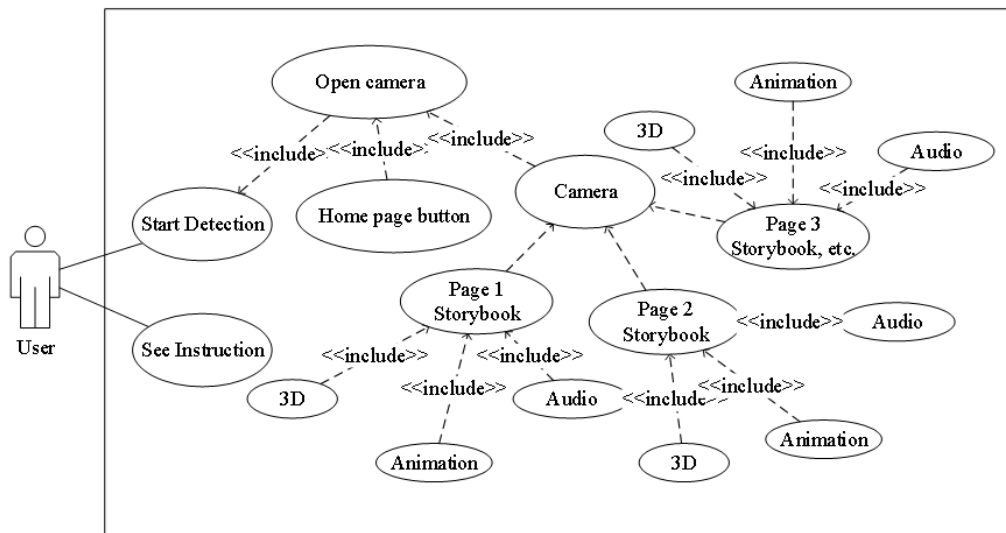 Open camera
Animation
3D
<<include>>
<<include>>
<<include>>
<<include>>
<<include>>
Audio
<<include>>
Camera
Start Detection
Home page button
Page 3
Storybook, etc.
Page 1
Storybook
Page 2
Storybook
<<include>>
Audio
User
See Instruction
<<include>>
<<include>>
<<include>>
<<include>>
<<include>>
3D
Audio
Animation
3D
Animation